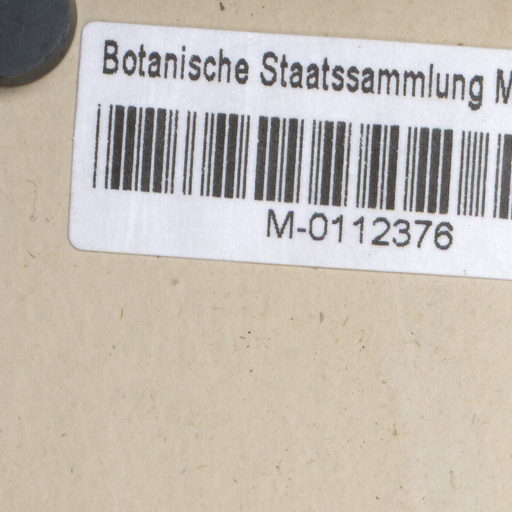 Botanische Staatssammlung M
M-0112376